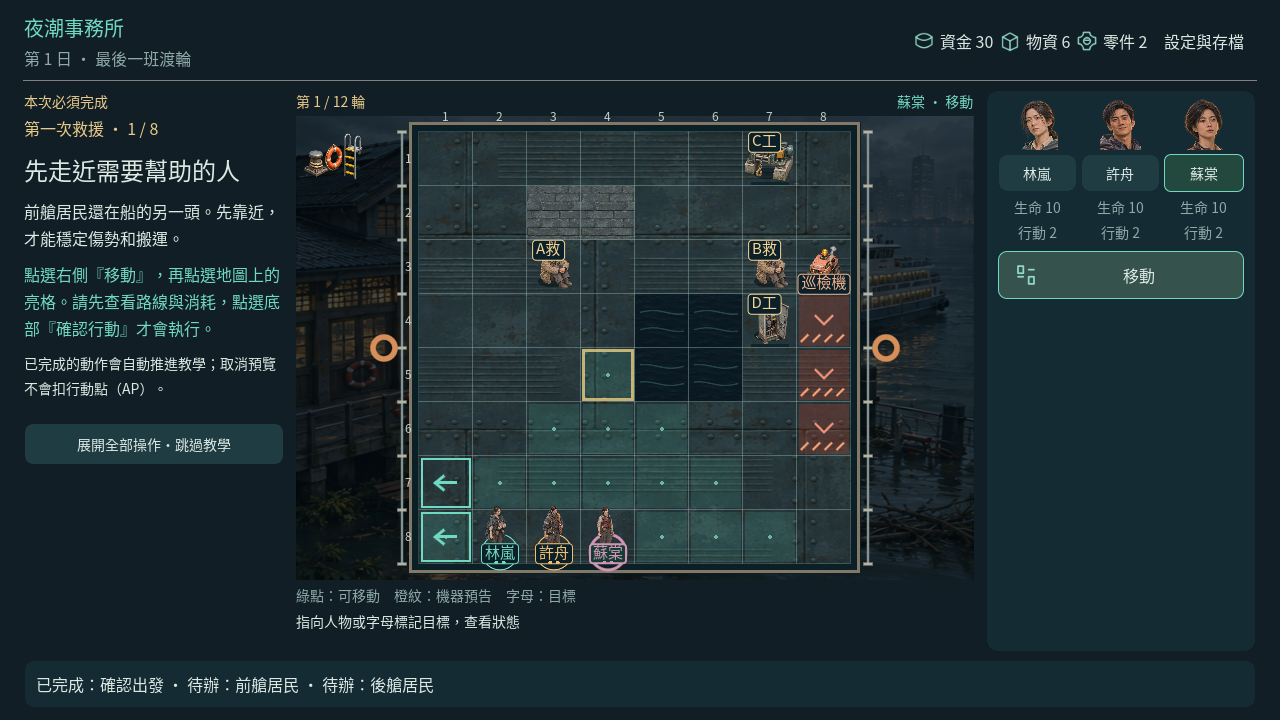 夜潮事務所
第 1 日 · 最後一班渡輪
資金 30
物資 6
零件 2
設定與存檔
本次必須完成
第一次救援 · 1 / 8
先走近需要幫助的人
前艙居民還在船的另一頭。先靠近，
才能穩定傷勢和搬運。
點選右側『移動』，再點選地圖上的
亮格。請先查看路線與消耗，點選底
部『確認行動』才會執行。
已完成的動作會自動推進教學；取消預覽
不會扣行動點（AP）。
展開全部操作・跳過教學
第 1 / 12 輪
蘇棠 · 移動
1 2 3 4 5 6 7 8
1
2
3
4
5
6
7
8
C工
A救
B救
巡檢機
D工
林嵐
許舟
蘇棠
綠點：可移動 橙紋：機器預告 字母：目標
指向人物或字母標記目標，查看狀態
林嵐 許舟 蘇棠
生命 10 生命 10 生命 10
行動 2 行動 2 行動 2
移動
已完成：確認出發 · 待辦：前艙居民 · 待辦：後艙居民